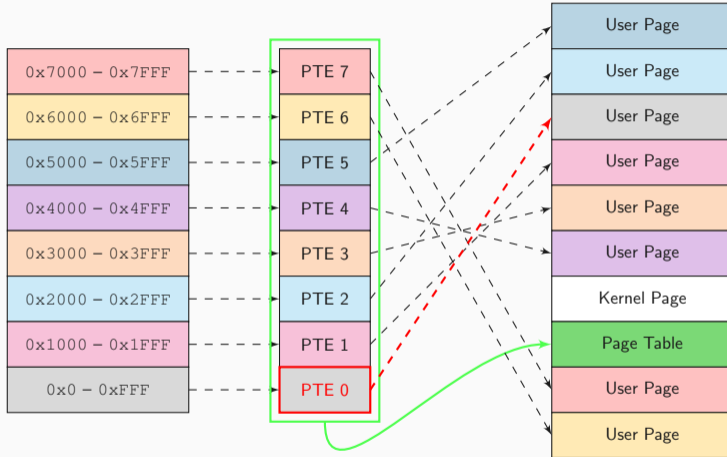 0x7000 – 0x7FFF
0x6000 – 0x6FFF
0x5000 – 0x5FFF
0x4000 – 0x4FFF
0x3000 – 0x3FFF
0x2000 – 0x2FFF
0x1000 – 0x1FFF
0x0 – 0xFFF
PTE 7
PTE 6
PTE 5
PTE 4
PTE 3
PTE 2
PTE 1
PTE 0
User Page
User Page
User Page
User Page
User Page
User Page
Kernel Page
Page Table
User Page
User Page